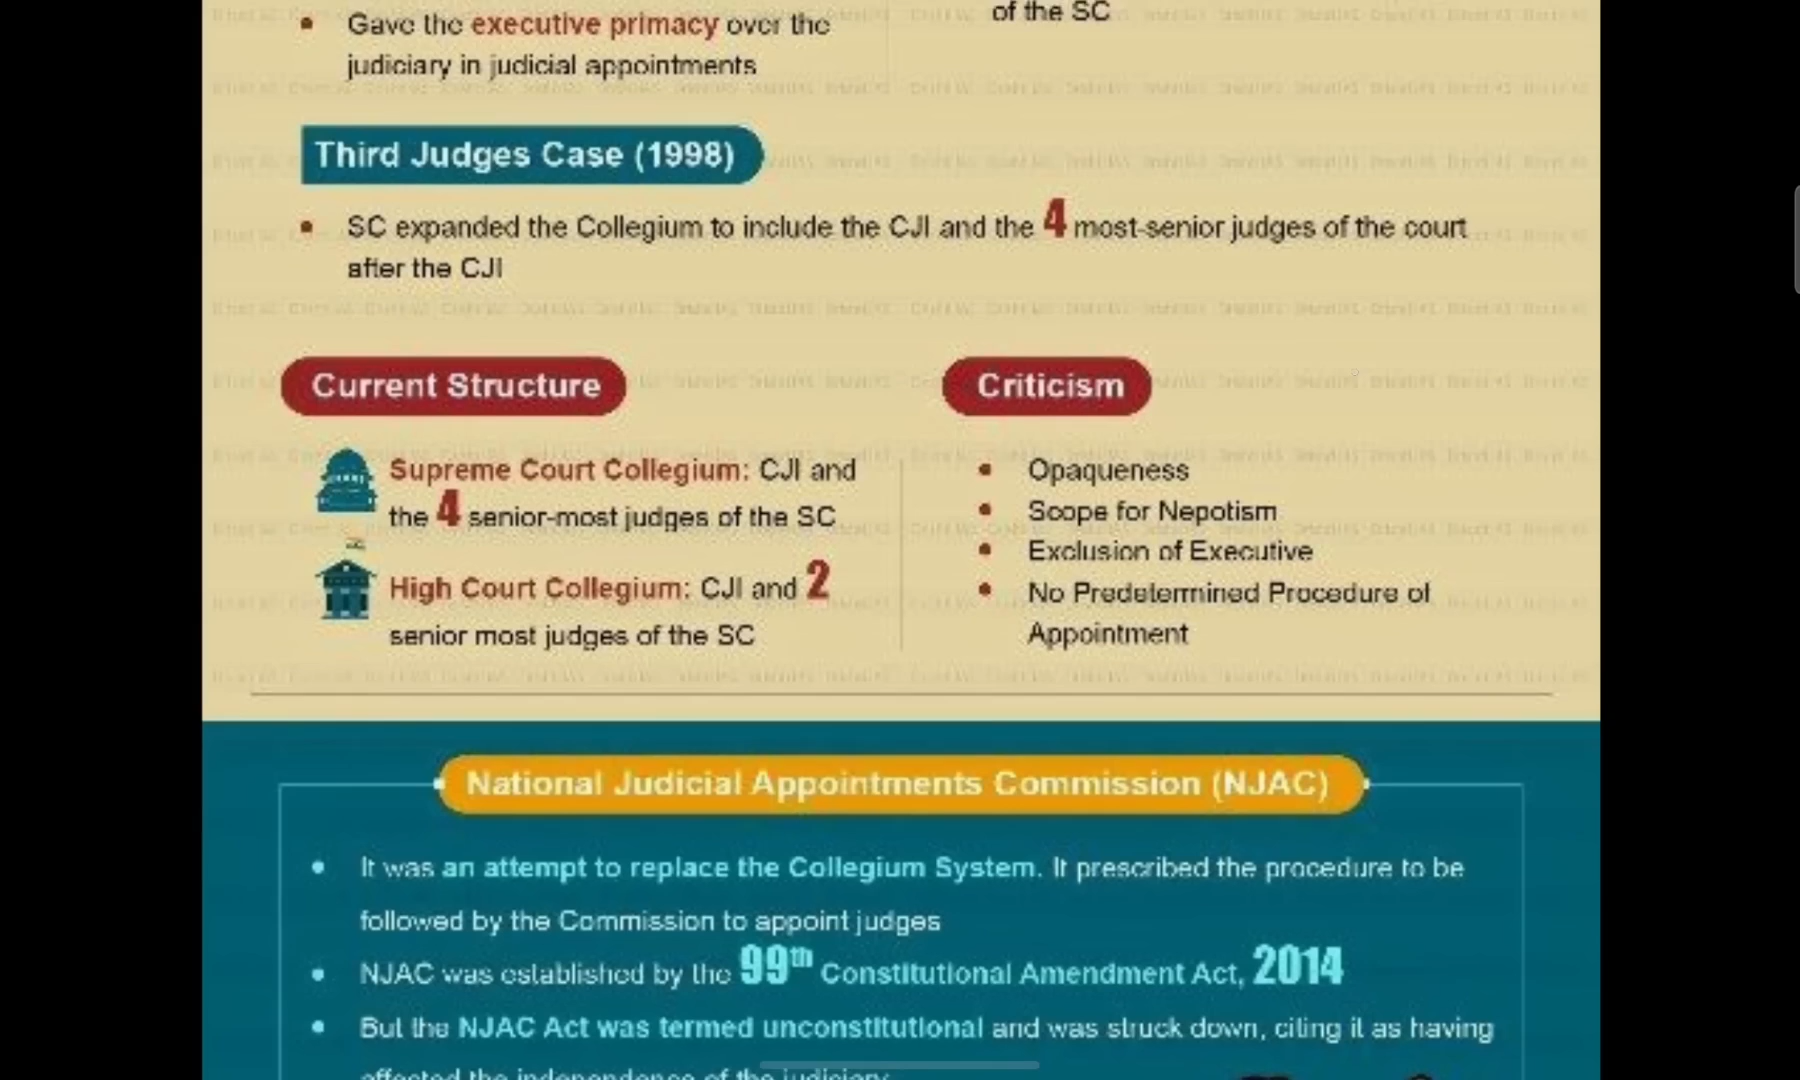 Gave the executive primacy over the
judiciary in judicial appointments
of the SC
Third Judges Case (1998)
SC expanded the Collegium to include the CJI and the 4 most-senior judges of the court
after the CJI
Current Structure
Supreme Court Collegium: CJI and
the 4 senior-most judges of the SC
High Court Collegium: CJI and 2
senior most judges of the SC
Criticism
Opaqueness
Scope for Nepotism
Exclusion of Executive
No Predetermined Procedure of
Appointment
National Judicial Appointments Commission (NJAC)
It was an attempt to replace the Collegium System. It prescribed the procedure to be
followed by the Commission to appoint judges
NJAC was established by the 99th Constitutional Amendment Act, 2014
But the NJAC Act was termed unconstitutional and was struck down, citing it as having
affected the independence of the judiciary